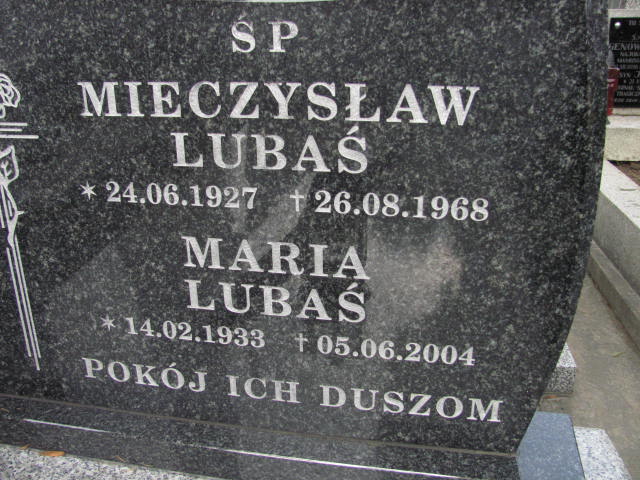 ŚP
MIECZYSŁAW
LUBAŚ
* 24.06.1927 † 26.08.1968
MARIA
LUBAŚ
* 14.02.1933 † 05.06.2004
POKÓJ ICH DUSZOM